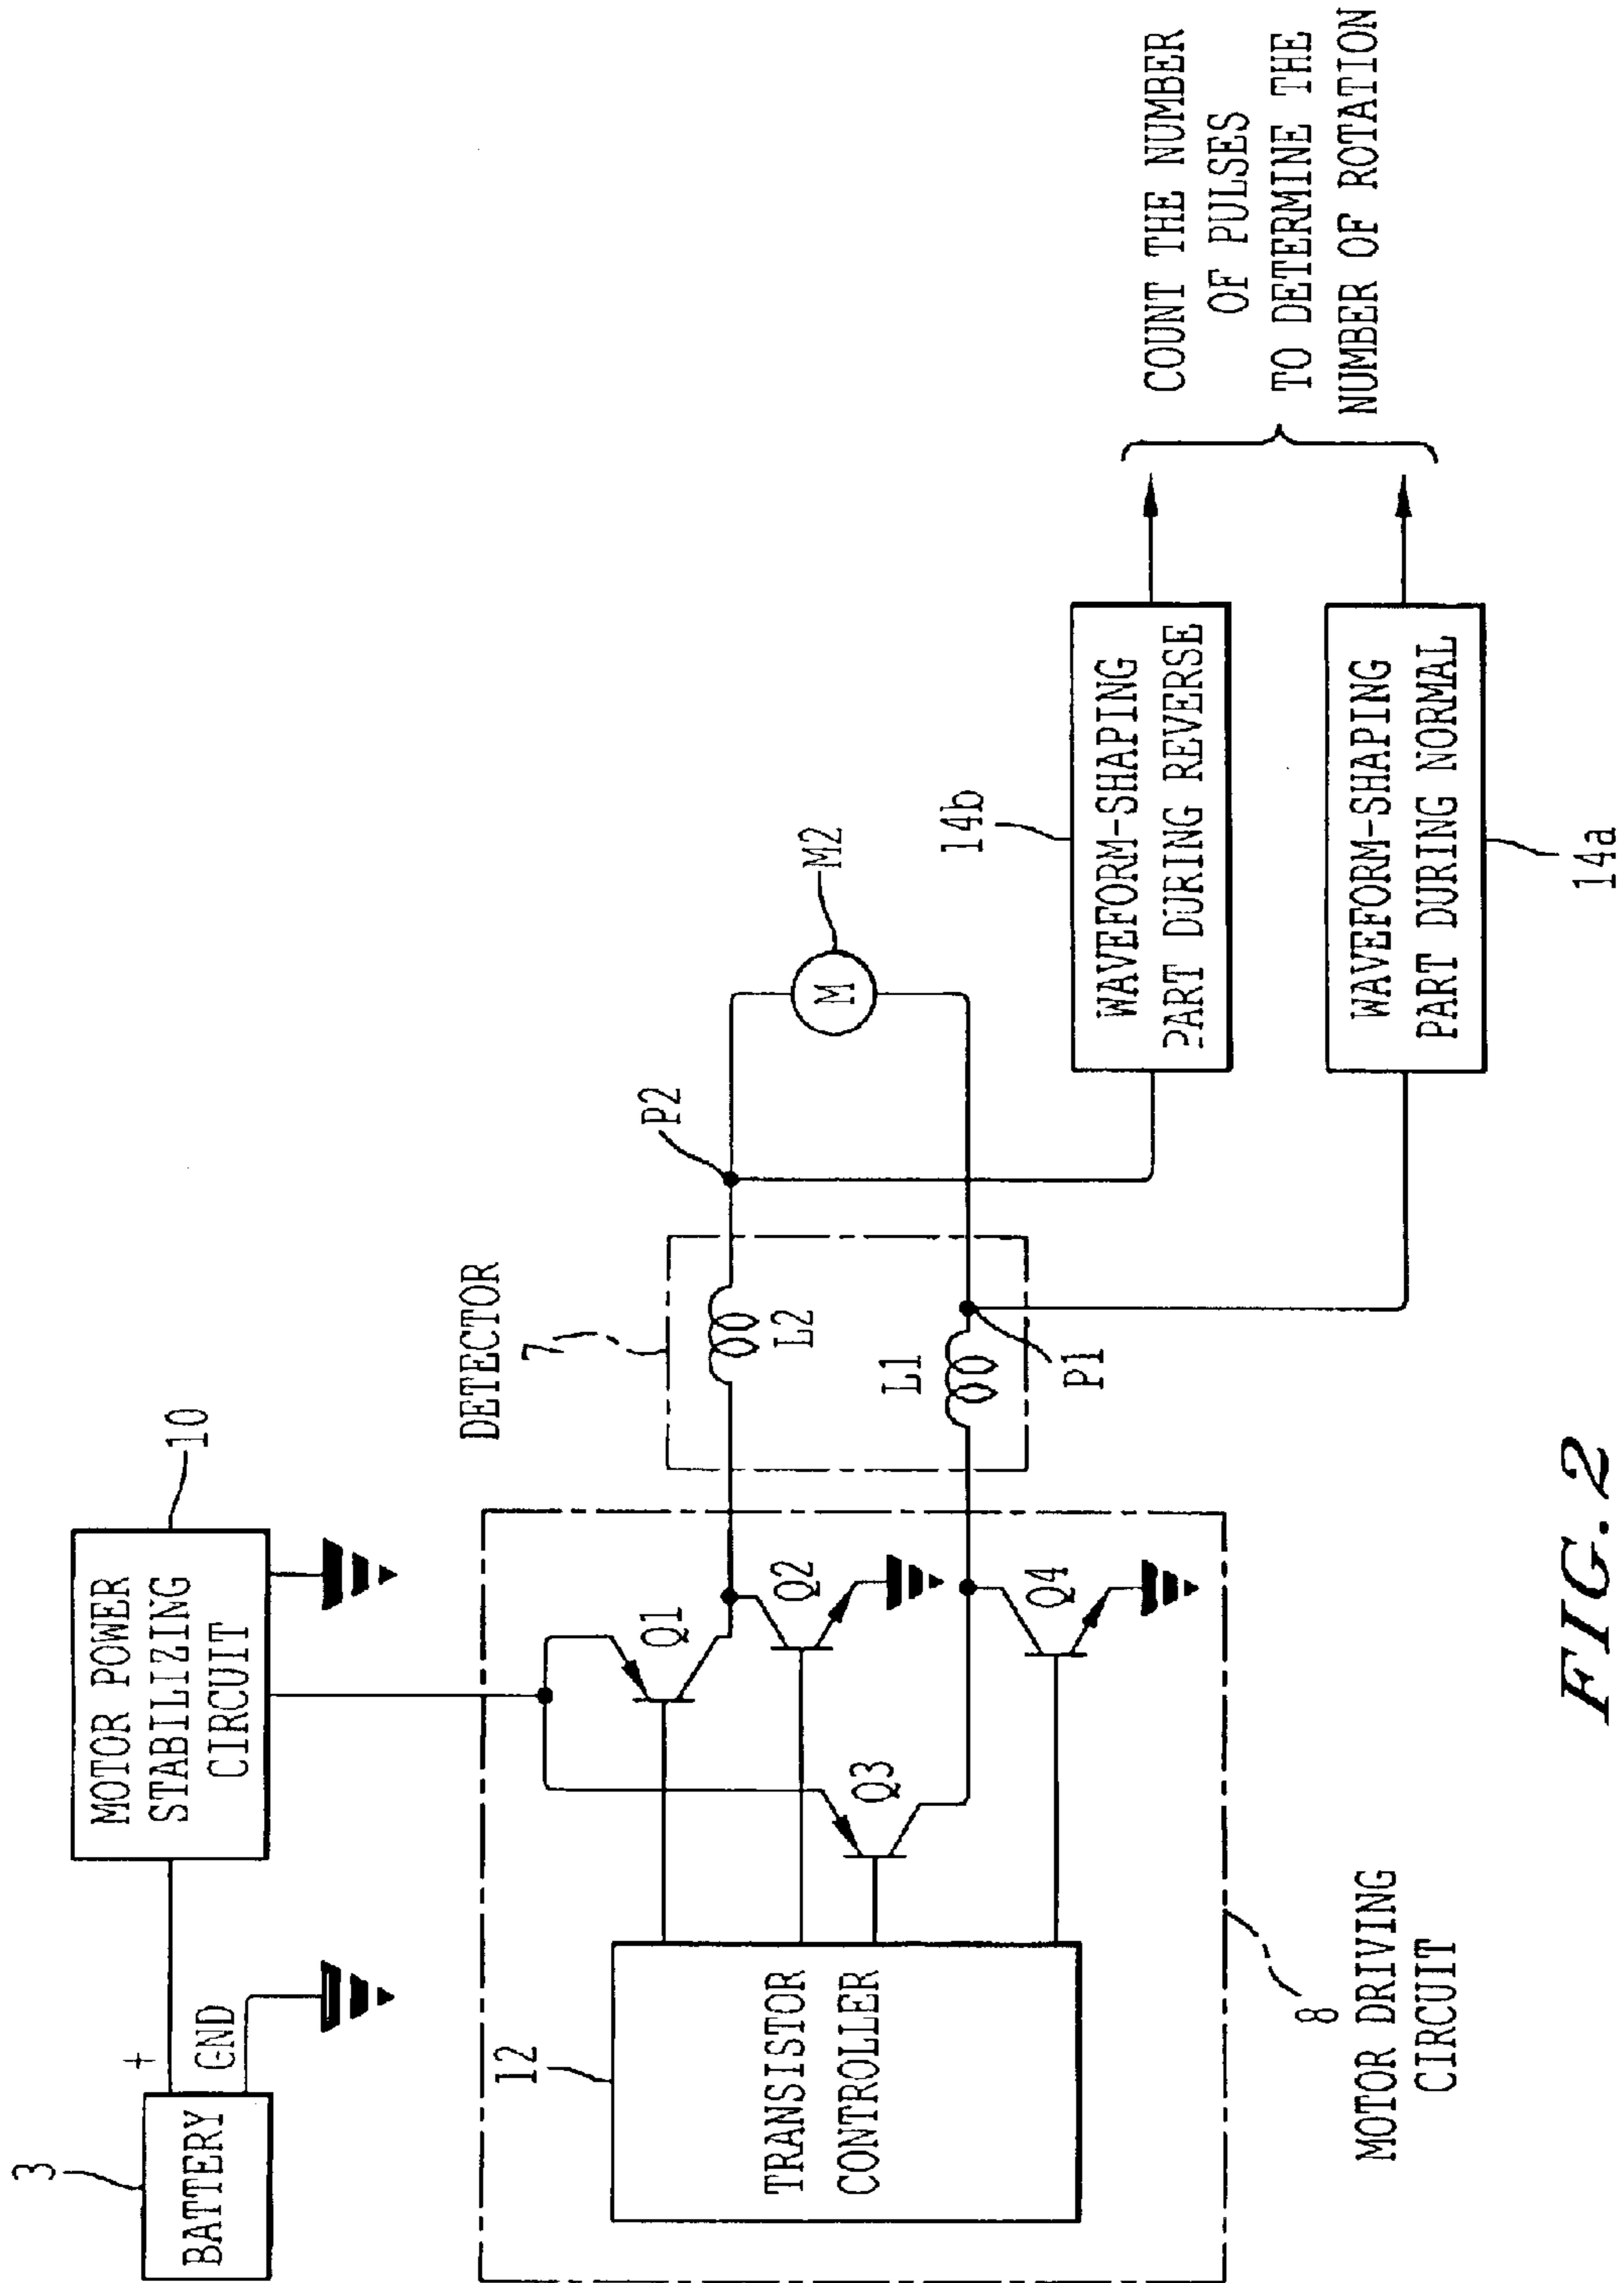 3
BATTERY
+
GND
MOTOR POWER
STABILIZING
CIRCUIT
10
12
TRANSISTOR
CONTROLLER
Q1
Q2
Q3
Q4
8
MOTOR DRIVING
CIRCUIT
DETECTOR
7
L2
L1
P2
P1
M
M2
14b
WAVEFORM-SHAPING
PART DURING REVERSE
WAVEFORM-SHAPING
PART DURING NORMAL
14a
COUNT THE NUMBER
OF PULSES
TO DETERMINE THE
NUMBER OF ROTATION
FIG. 2